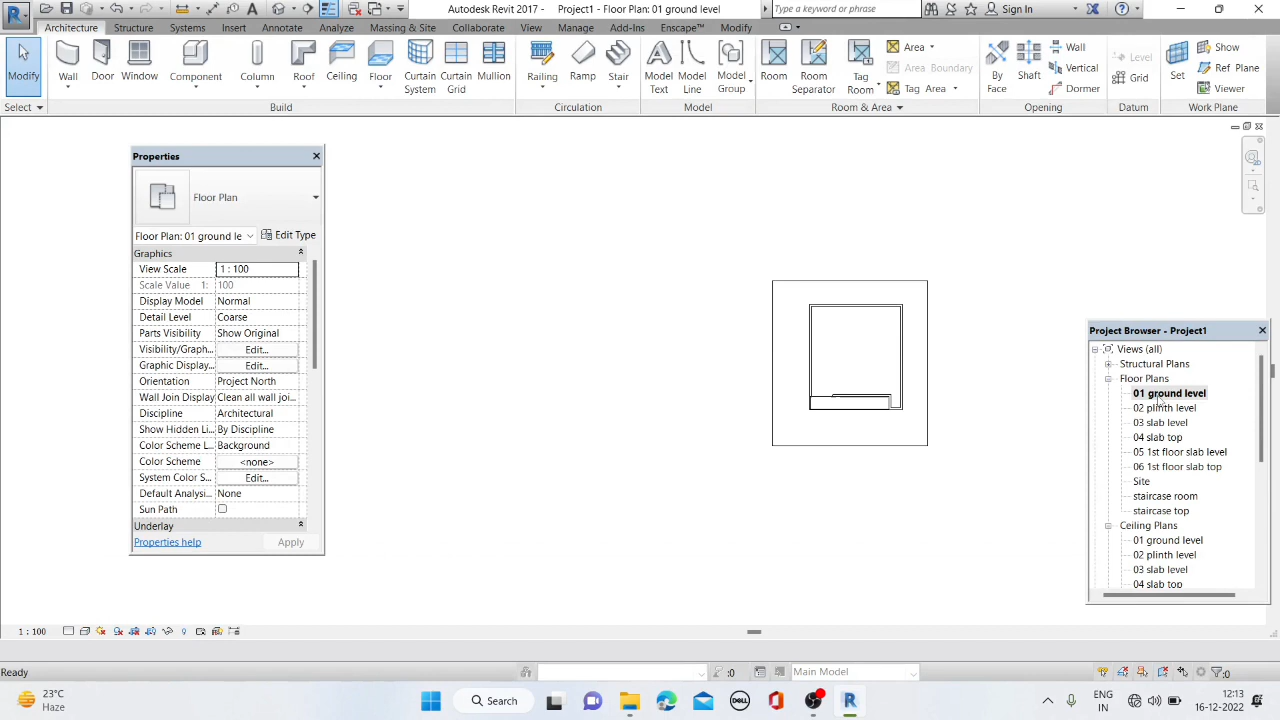 Autodesk Revit 2017 - Project1 - Floor Plan: 01 ground level
Type a keyword or phrase
Sign In
Architecture Structure Systems Insert Annotate Analyze Massing & Site Collaborate View Manage Add-Ins Escape™ Modify
Modify Wall Door Window Component Column Roof Ceiling Floor Curtain System Curtain Grid Mullion Railing Ramp Stair Model Text Model Line Model Group Room Room Separator Tag Room Area Area Boundary Tag Area By Face Shaft Wall Vertical Dormer Level Grid Set Show Ref Plane Viewer
Select Build Circulation Model Room & Area Opening Datum Work Plane
Properties
Floor Plan
Floor Plan: 01 ground le Edit Type
Graphics
View Scale 1 : 100
Scale Value 1: 100
Display Model Normal
Detail Level Coarse
Parts Visibility Show Original
Visibility/Graph... Edit...
Graphic Display... Edit...
Orientation Project North
Wall Join Display Clean all wall joi...
Discipline Architectural
Show Hidden Li... By Discipline
Color Scheme L... Background
Color Scheme <none>
System Color S... Edit...
Default Analysi... None
Sun Path
Underlay
Properties help Apply
Project Browser - Project1
Views (all)
Structural Plans
Floor Plans
01 ground level
02 plinth level
03 slab level
04 slab top
05 1st floor slab level
06 1st floor slab top
Site
staircase room
staircase top
Ceiling Plans
01 ground level
02 plinth level
03 slab level
04 slab top
1 : 100
Ready :0 Main Model :0
23°C
Haze
Search
DELL
ENG
IN
12:13
16-12-2022